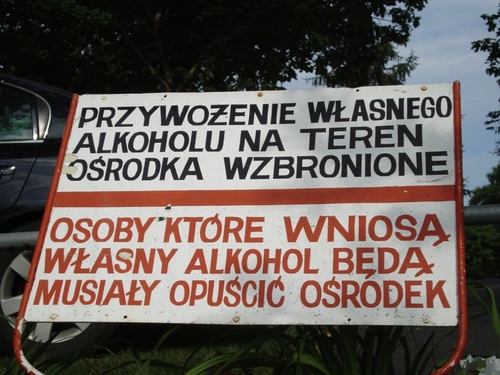 PRZYWOŻENIE WŁASNEGO
ALKOHOLU NA TEREN
OŚRODKA WZBRONIONE
OSOBY KTÓRE WNIOSĄ
WŁASNY ALKOHOL BĘDĄ
MUSIAŁY OPUŚCIĆ OŚRÓDEK